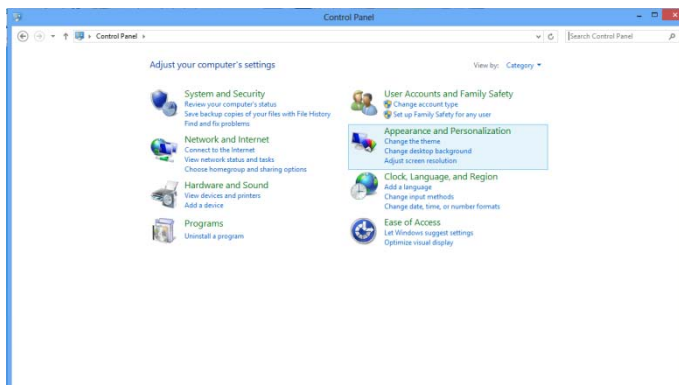 Control Panel
Control Panel
Search Control Panel
Adjust your computer's settings
View by: Category
System and Security
Review your computer's status
Save backup copies of your files with File History
Find and fix problems
Network and Internet
Connect to the Internet
View network status and tasks
Choose homegroup and sharing options
Hardware and Sound
View devices and printers
Add a device
Programs
Uninstall a program
User Accounts and Family Safety
Change account type
Set up Family Safety for any user
Appearance and Personalization
Change the theme
Change desktop background
Adjust screen resolution
Clock, Language, and Region
Add a language
Change input methods
Change date, time, or number formats
Ease of Access
Let Windows suggest settings
Optimize visual display